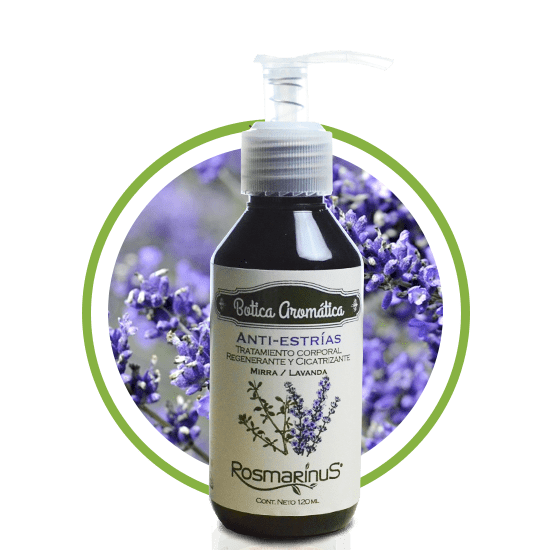 Botica Aromática
ANTI-ESTRÍAS
TRATAMIENTO CORPORAL
REGENERANTE Y CICATRIZANTE
MIRRA / LAVANDA
ROSMARINUS®
CONT. NETO 120 ML